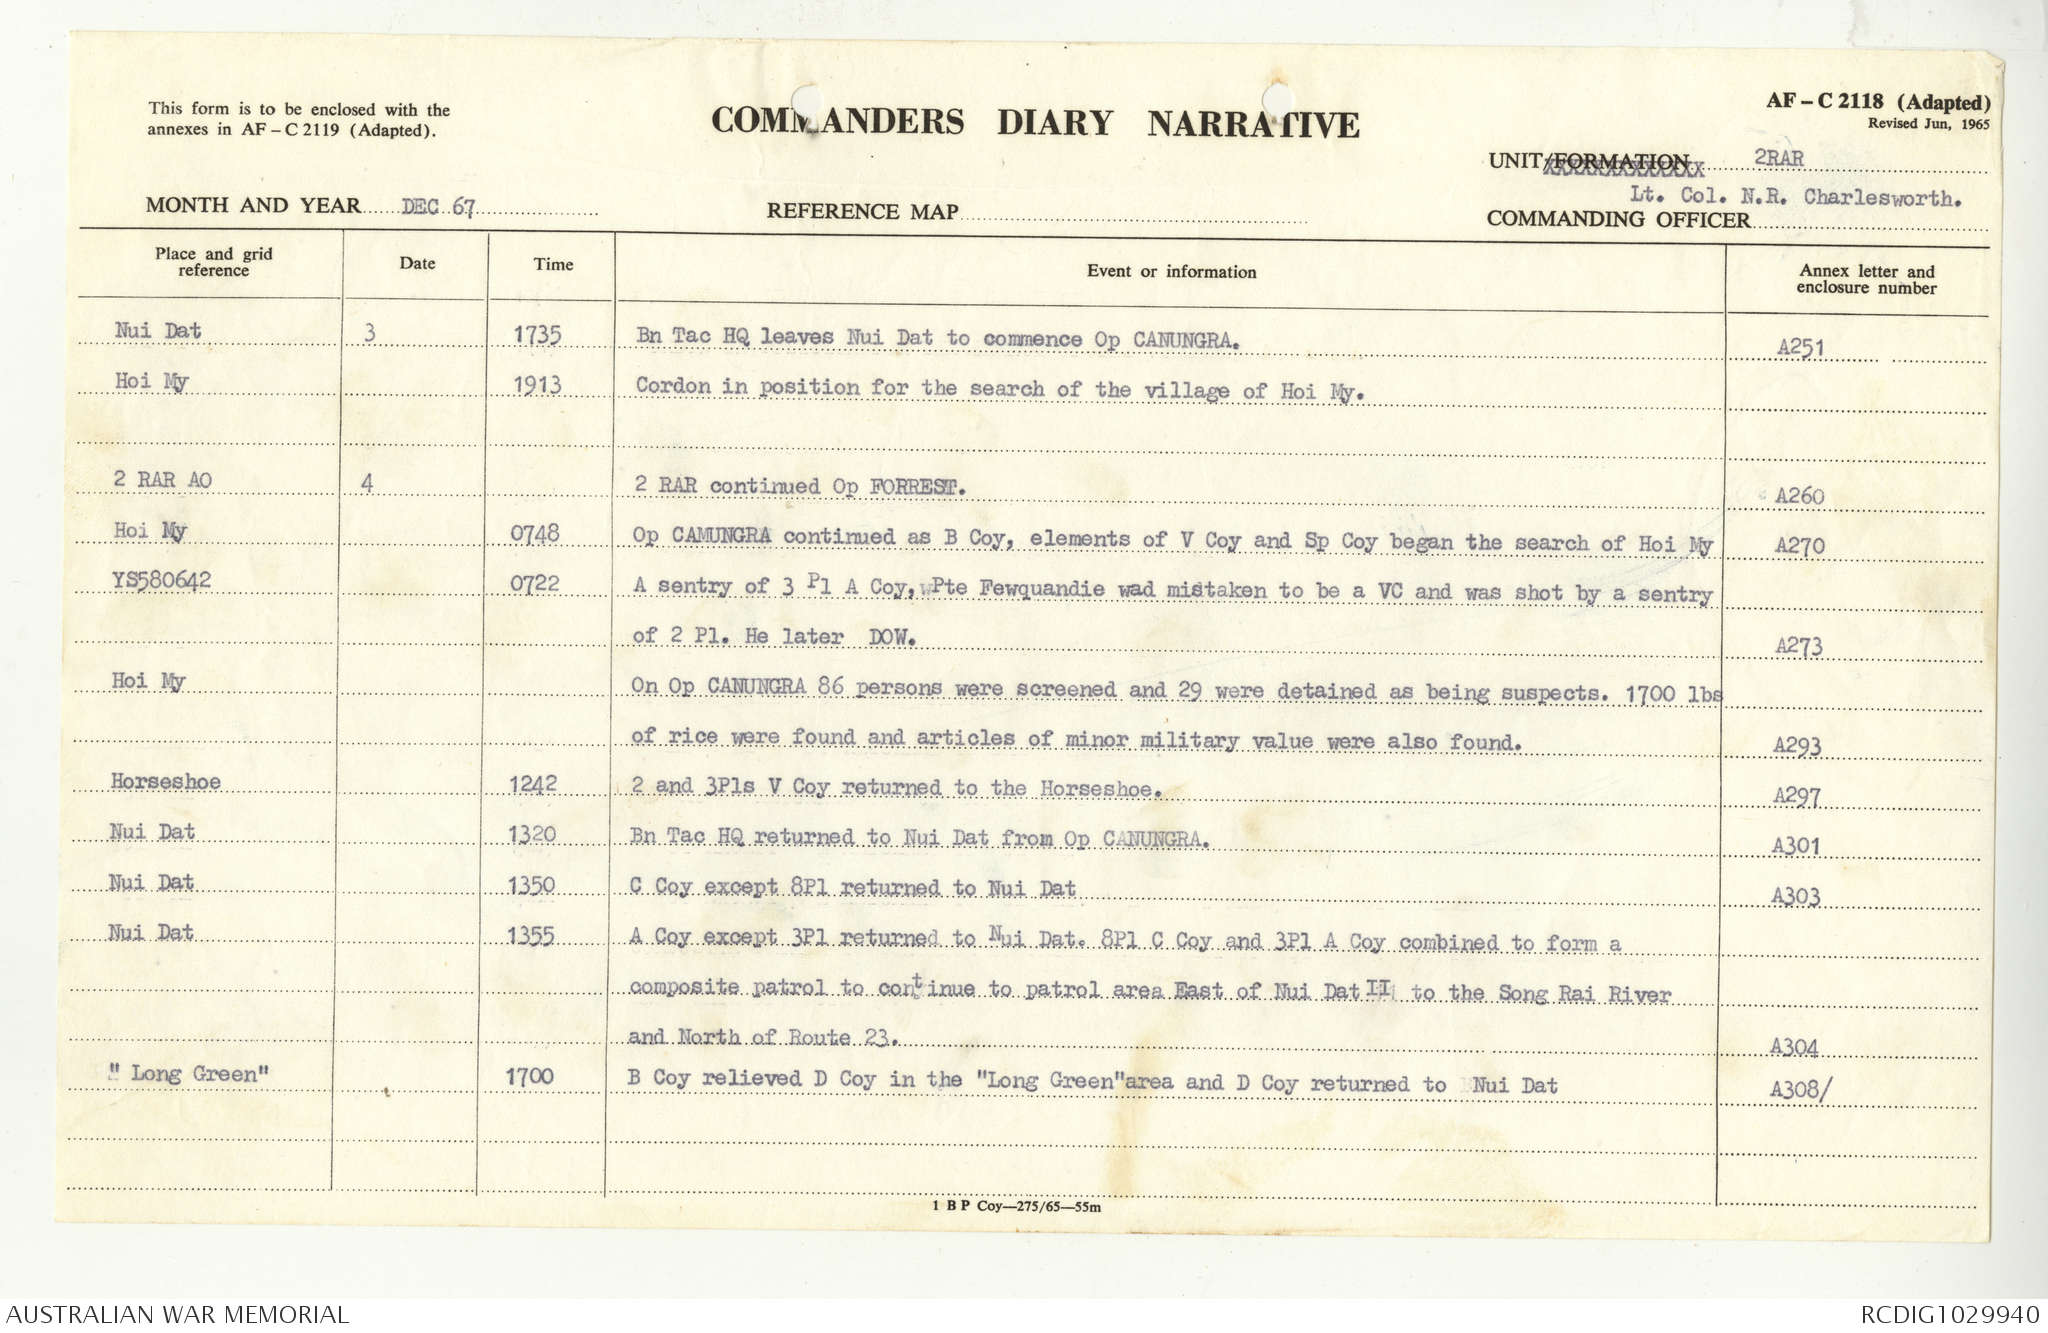 This form is to be enclosed with the
annexes in AF – C 2119 (Adapted).
COMMANDERS DIARY NARRATIVE
AF – C 2118 (Adapted)
Revised Jun, 1965
UNIT/FORMATION 2RAR
MONTH AND YEAR DEC 67
REFERENCE MAP
Lt. Col. N.R. Charlesworth.
COMMANDING OFFICER
Place and grid
reference
Date
Time
Event or information
Annex letter and
enclosure number
Nui Dat 3 1735 Bn Tac HQ leaves Nui Dat to commence Op CANUNGRA. A251
Hoi My 1913 Cordon in position for the search of the village of Hoi My.
2 RAR AO 4 2 RAR continued Op FORREST. A260
Hoi My 0748 Op CAMUNGRA continued as B Coy, elements of V Coy and Sp Coy began the search of Hoi My A270
YS580642 0722 A sentry of 3 Pl A Coy, Pte Fewquandie wad mistaken to be a VC and was shot by a sentry
of 2 Pl. He later DOW. A273
Hoi My On Op CANUNGRA 86 persons were screened and 29 were detained as being suspects. 1700 lbs
of rice were found and articles of minor military value were also found. A293
Horseshoe 1242 2 and 3Pls V Coy returned to the Horseshoe. A297
Nui Dat 1320 Bn Tac HQ returned to Nui Dat from Op CANUNGRA. A301
Nui Dat 1350 C Coy except 8Pl returned to Nui Dat A303
Nui Dat 1355 A Coy except 3Pl returned to Nui Dat. 8Pl C Coy and 3Pl A Coy combined to form a
composite patrol to continue to patrol area East of Nui Dat II to the Song Rai River
and North of Route 23. A304
" Long Green" 1700 B Coy relieved D Coy in the "Long Green"area and D Coy returned to Nui Dat A308/
1 B P Coy—275/65—55m
AUSTRALIAN WAR MEMORIAL
RCDIG1029940